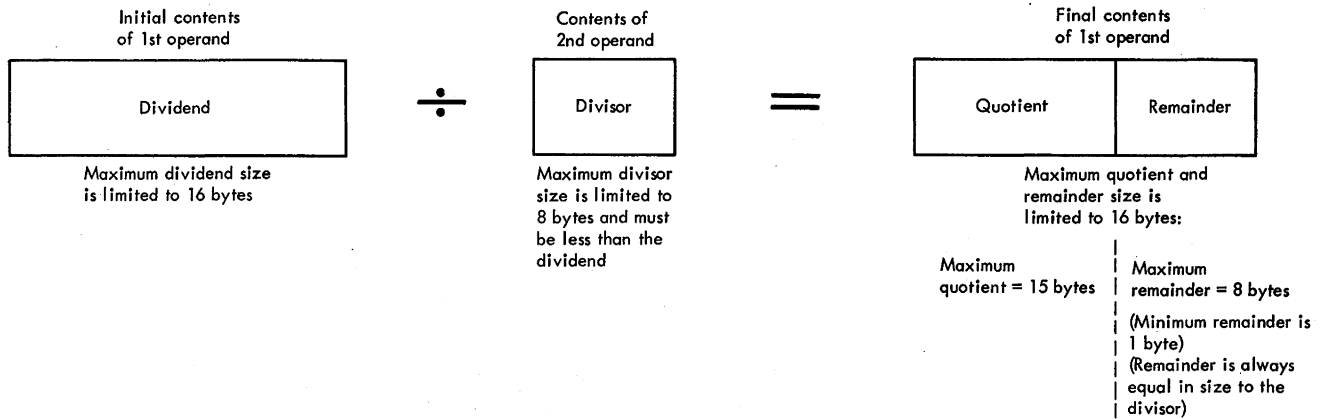 Initial contents
of 1st operand
Dividend
Maximum dividend size
is limited to 16 bytes
÷
Contents of
2nd operand
Divisor
Maximum divisor
size is limited to
8 bytes and must
be less than the
dividend
=
Final contents
of 1st operand
Quotient
Remainder
Maximum quotient and
remainder size is
limited to 16 bytes:
Maximum
quotient = 15 bytes
Maximum
remainder = 8 bytes
(Minimum remainder is
1 byte)
(Remainder is always
equal in size to the
divisor)